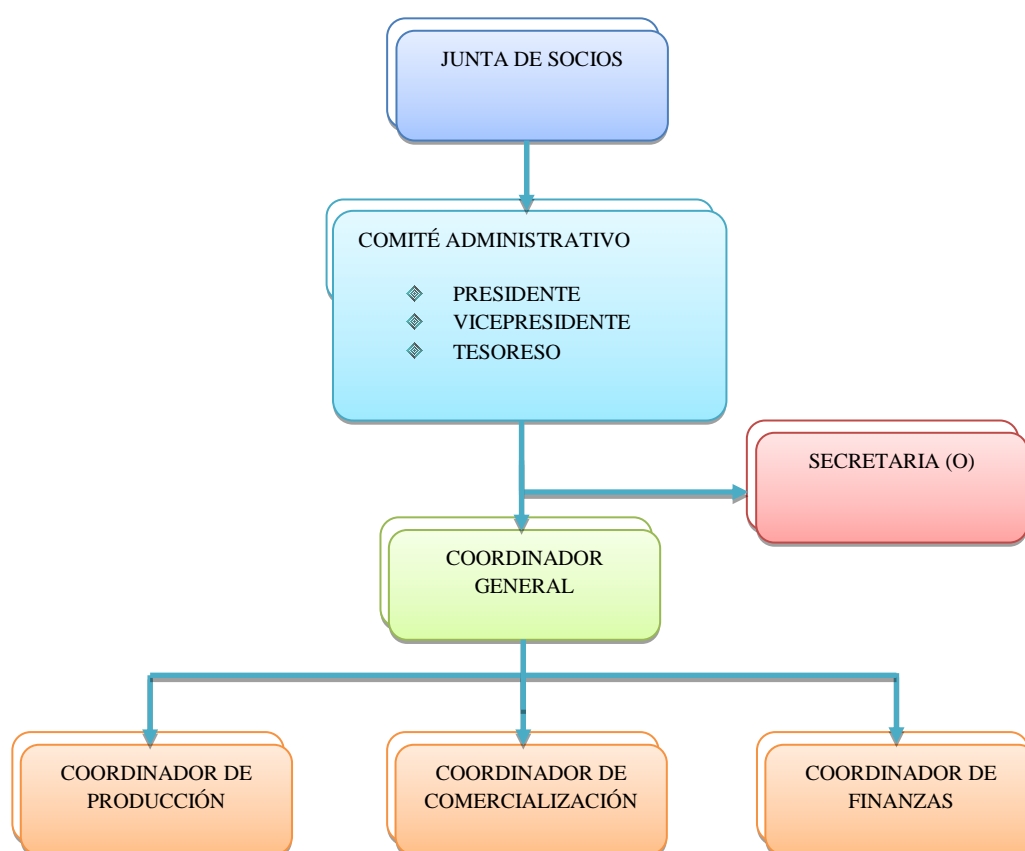 JUNTA DE SOCIOS
COMITÉ ADMINISTRATIVO
PRESIDENTE
VICEPRESIDENTE
TESORESO
SECRETARIA (O)
COORDINADOR
GENERAL
COORDINADOR DE
PRODUCCIÓN
COORDINADOR DE
COMERCIALIZACIÓN
COORDINADOR DE
FINANZAS